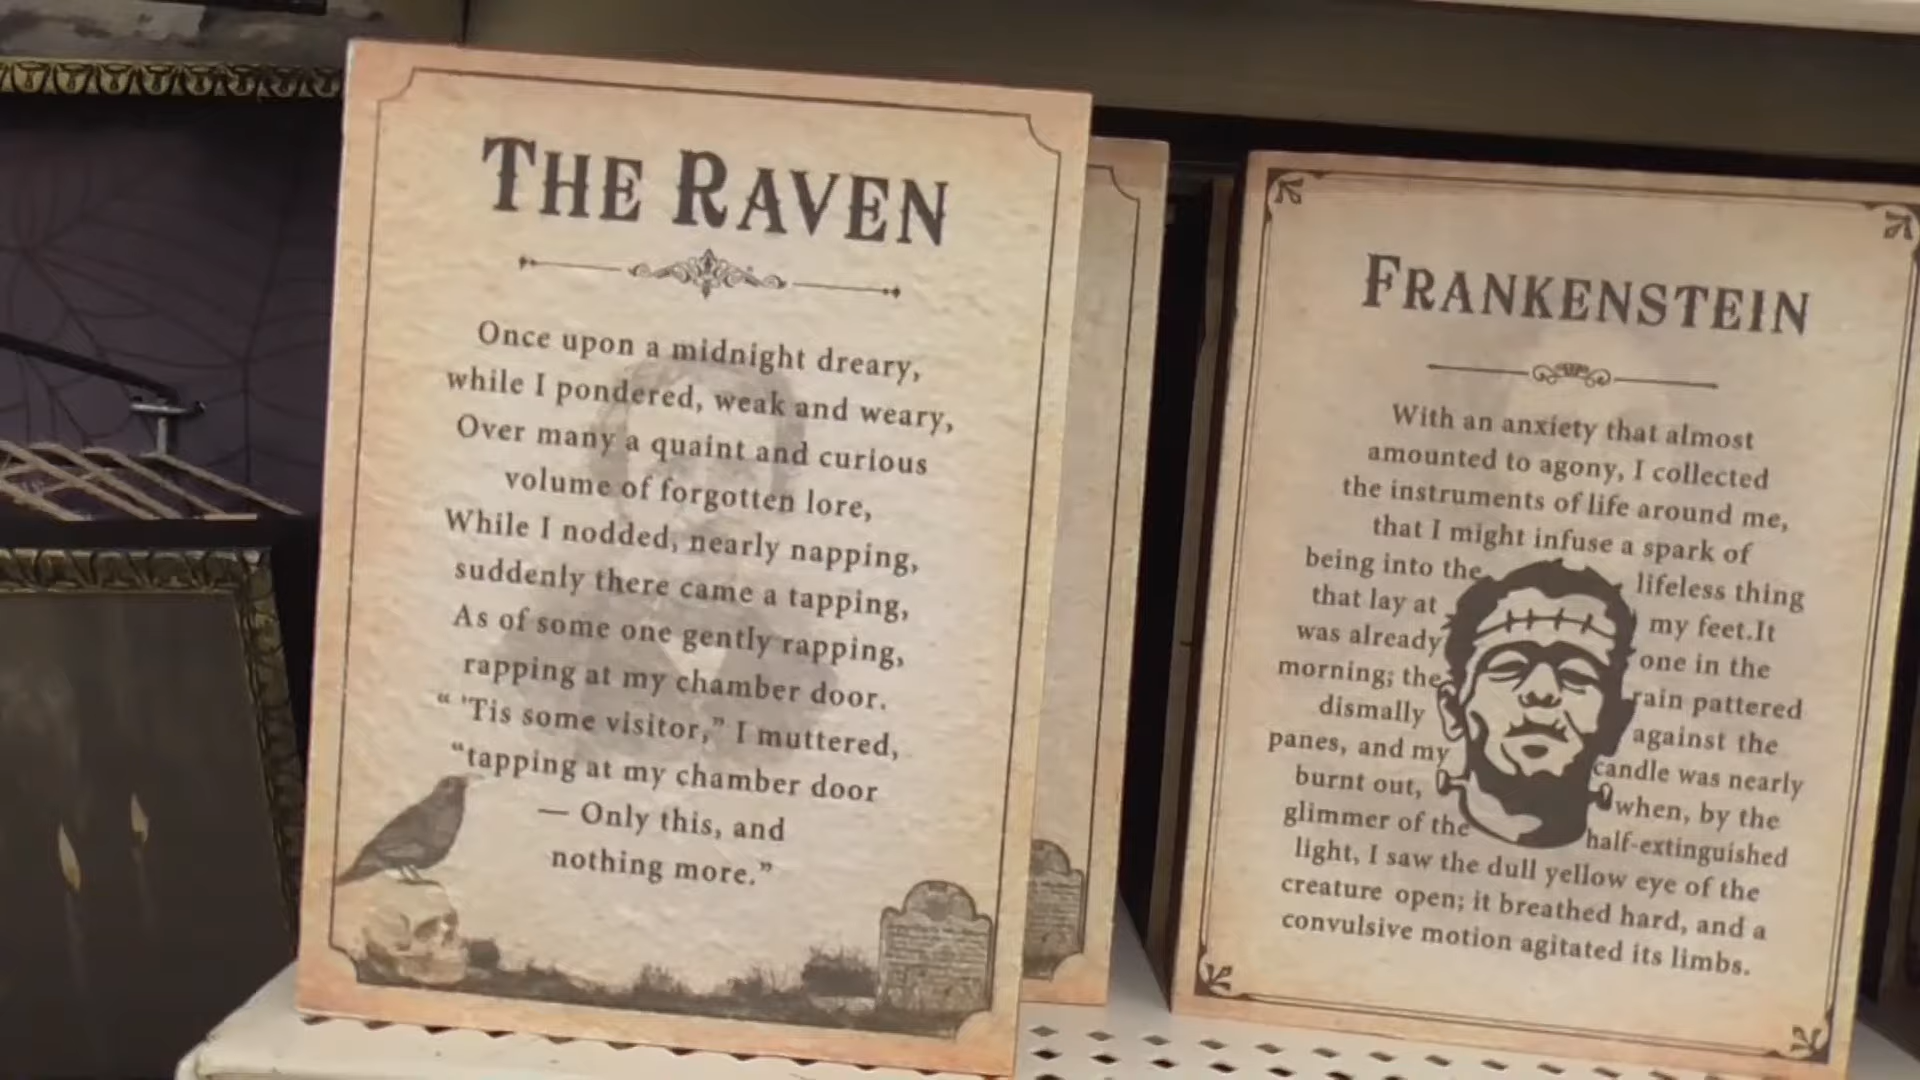 THE RAVEN
Once upon a midnight dreary,
while I pondered, weak and weary,
Over many a quaint and curious
volume of forgotten lore,
While I nodded, nearly napping,
suddenly there came a tapping,
As of some one gently rapping,
rapping at my chamber door.
“ 'Tis some visitor,” I muttered,
“tapping at my chamber door
— Only this, and
nothing more.”
FRANKENSTEIN
With an anxiety that almost
amounted to agony, I collected
the instruments of life around me,
that I might infuse a spark of
being into the lifeless thing
that lay at my feet.It
was already one in the
morning; the rain pattered
dismally against the
panes, and my candle was nearly
burnt out, when, by the
glimmer of the half-extinguished
light, I saw the dull yellow eye of the
creature open; it breathed hard, and a
convulsive motion agitated its limbs.